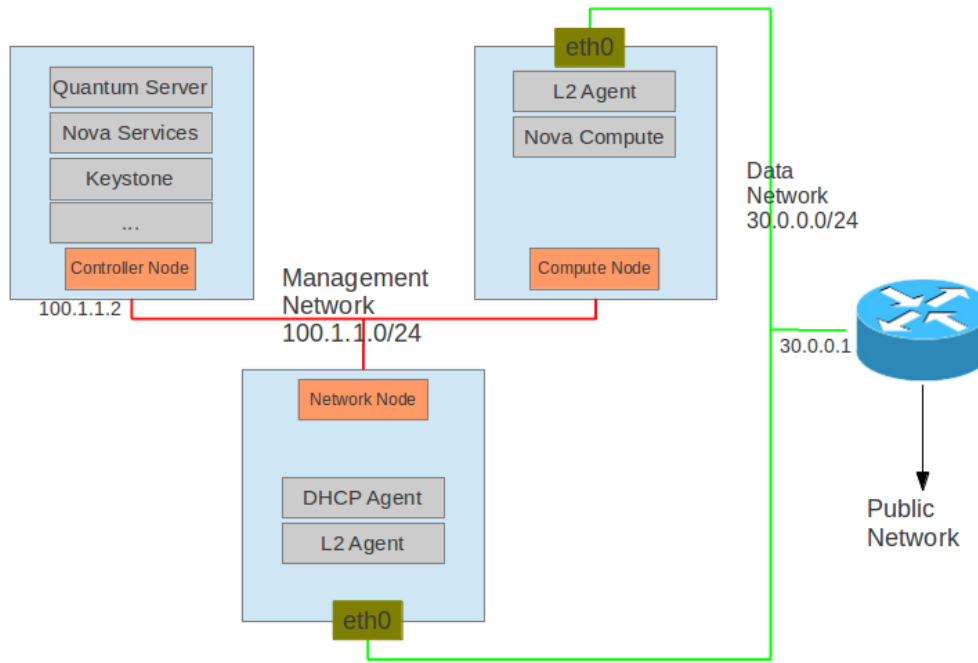 Quantum Server
Nova Services
Keystone
...
Controller Node
100.1.1.2
eth0
L2 Agent
Nova Compute
Compute Node
Management
Network
100.1.1.0/24
Data
Network
30.0.0.0/24
30.0.0.1
Network Node
DHCP Agent
L2 Agent
eth0
Public
Network